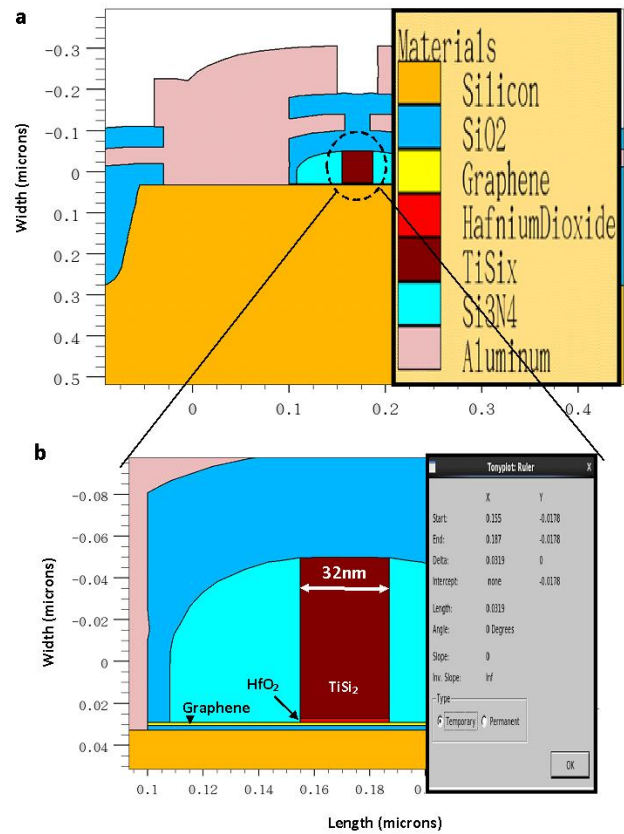 a
Materials
Silicon
SiO2
Graphene
HafniumDioxide
TiSix
Si3N4
Aluminum
Width (microns)
-0.3
-0.2
-0.1
0
0.1
0.2
0.3
0.4
0.5
0 0.1 0.2 0.3 0.4
b
Width (microns)
-0.08
-0.06
-0.04
-0.02
0
0.02
0.04
32nm
HfO2
TiSi2
Graphene
0.1 0.12 0.14 0.16 0.18
Length (microns)
Tonyplot: Ruler X
X Y
Start: 0.155 -0.0178
End: 0.187 -0.0178
Delta: 0.0319 0
Intercept: none -0.0178
Length: 0.0319
Angle: 0 Degrees
Slope: 0
Inv. Slope: Inf
Type
Temporary Permanent
OK